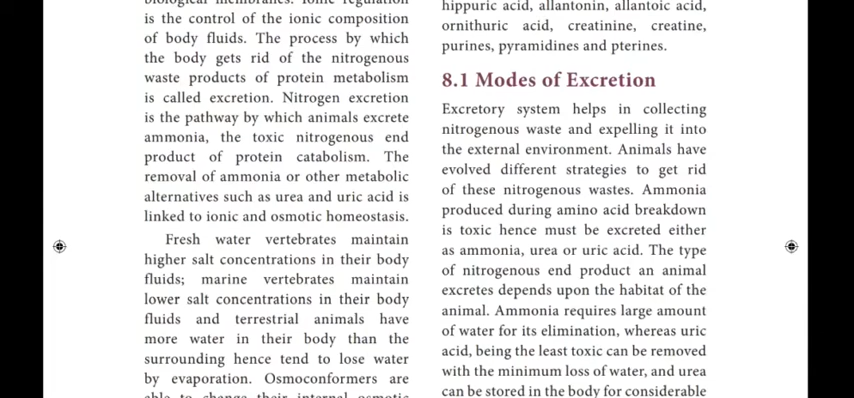 biological membranes. Ionic regulation
is the control of the ionic composition
of body fluids. The process by which
the body gets rid of the nitrogenous
waste products of protein metabolism
is called excretion. Nitrogen excretion
is the pathway by which animals excrete
ammonia, the toxic nitrogenous end
product of protein catabolism. The
removal of ammonia or other metabolic
alternatives such as urea and uric acid is
linked to ionic and osmotic homeostasis.
Fresh water vertebrates maintain
higher salt concentrations in their body
fluids; marine vertebrates maintain
lower salt concentrations in their body
fluids and terrestrial animals have
more water in their body than the
surrounding hence tend to lose water
by evaporation. Osmoconformers are
able to change their internal osmotic
hippuric acid, allantonin, allantoic acid,
ornithuric acid, creatinine, creatine,
purines, pyramidines and pterines.
8.1 Modes of Excretion
Excretory system helps in collecting
nitrogenous waste and expelling it into
the external environment. Animals have
evolved different strategies to get rid
of these nitrogenous wastes. Ammonia
produced during amino acid breakdown
is toxic hence must be excreted either
as ammonia, urea or uric acid. The type
of nitrogenous end product an animal
excretes depends upon the habitat of the
animal. Ammonia requires large amount
of water for its elimination, whereas uric
acid, being the least toxic can be removed
with the minimum loss of water, and urea
can be stored in the body for considerable